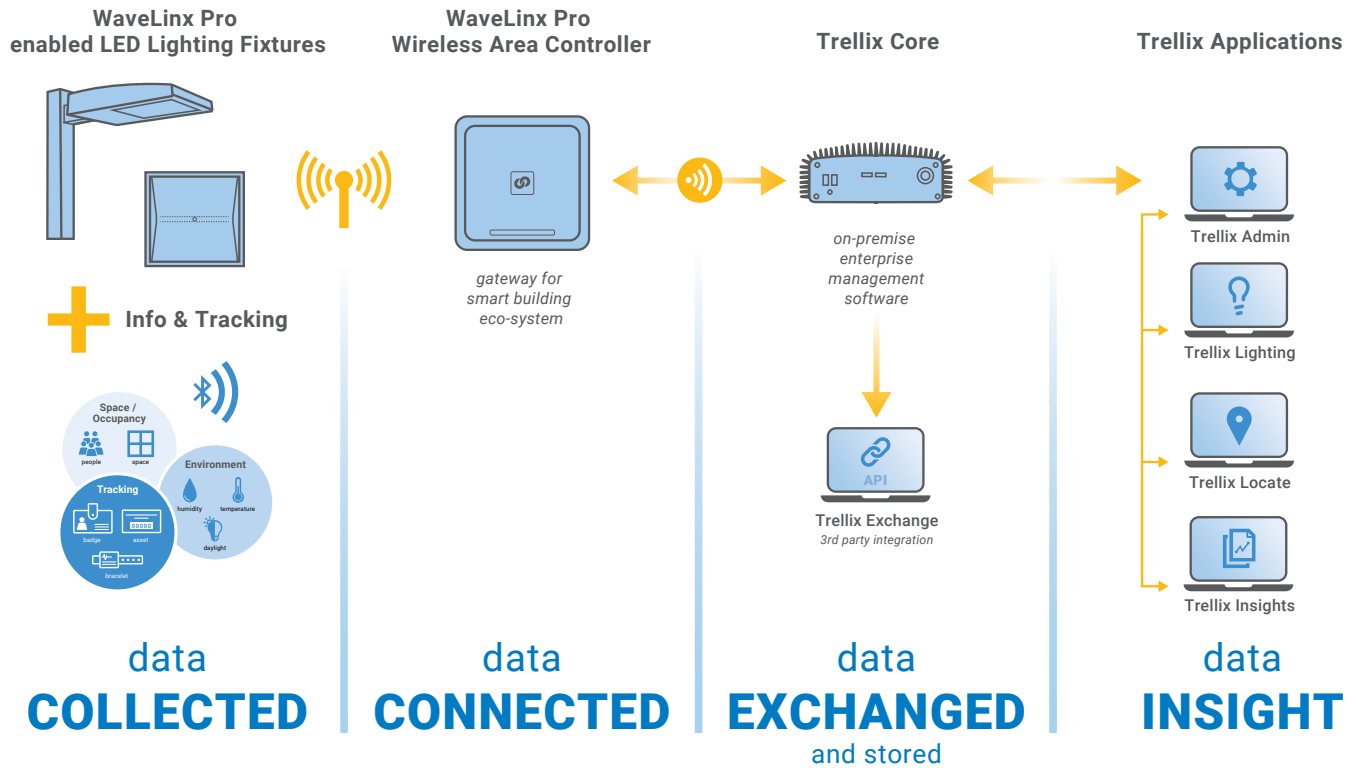 WaveLinx Pro
enabled LED Lighting Fixtures
Info & Tracking
Space /
Occupancy
people
space
Environment
humidity
temperature
daylight
Tracking
badge
asset
bracelet
data
COLLECTED
WaveLinx Pro
Wireless Area Controller
gateway for
smart building
eco-system
data
CONNECTED
Trellix Core
on-premise
enterprise
management
software
API
Trellix Exchange
3rd party integration
data
EXCHANGED
and stored
Trellix Applications
Trellix Admin
Trellix Lighting
Trellix Locate
Trellix Insights
data
INSIGHT